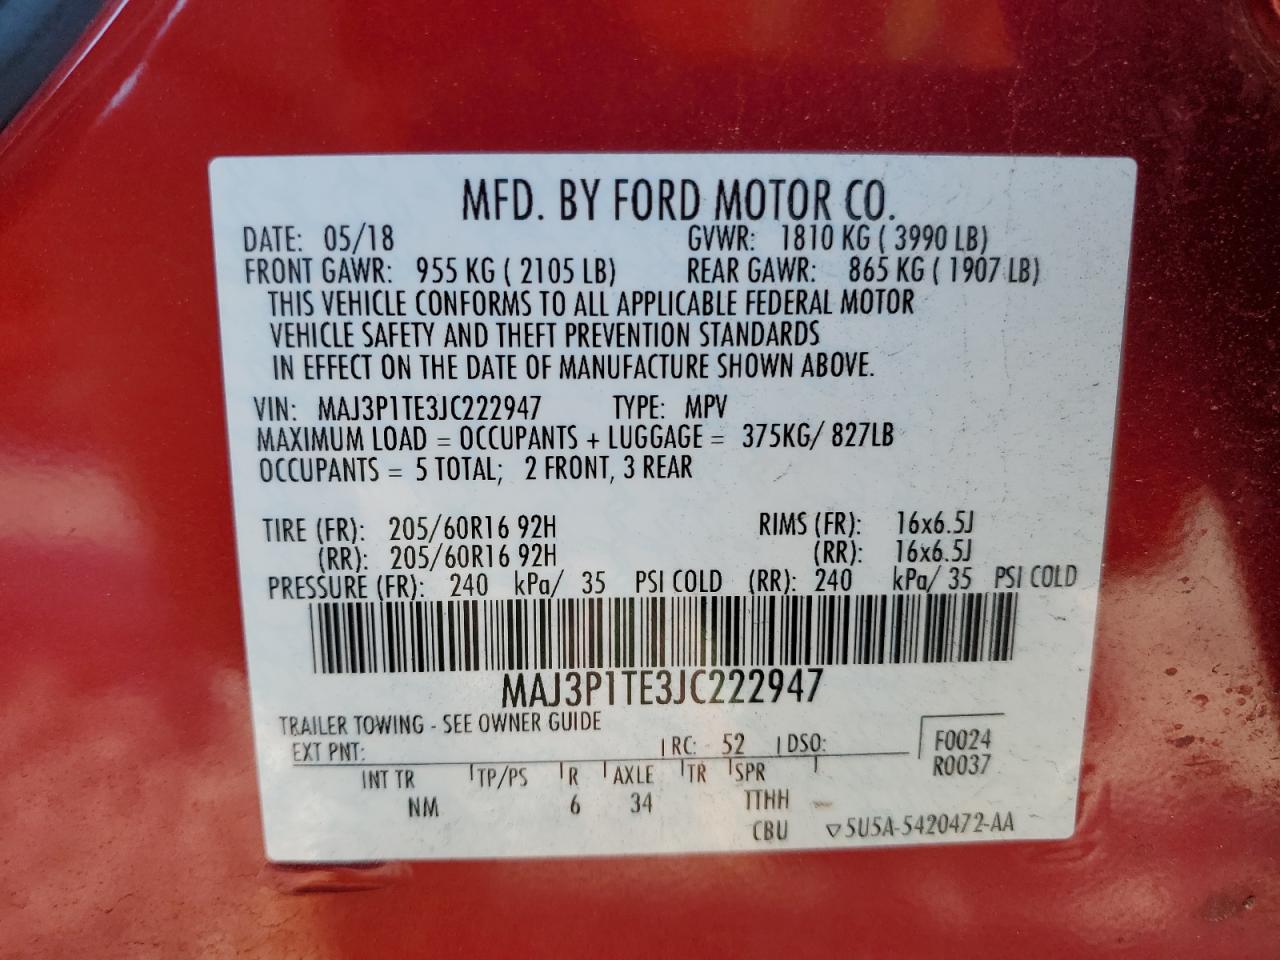 MFD. BY FORD MOTOR CO.
DATE: 05/18 GVWR: 1810 KG ( 3990 LB)
FRONT GAWR: 955 KG ( 2105 LB) REAR GAWR: 865 KG ( 1907 LB)
THIS VEHICLE CONFORMS TO ALL APPLICABLE FEDERAL MOTOR
VEHICLE SAFETY AND THEFT PREVENTION STANDARDS
IN EFFECT ON THE DATE OF MANUFACTURE SHOWN ABOVE.
VIN: MAJ3P1TE3JC222947 TYPE: MPV
MAXIMUM LOAD = OCCUPANTS + LUGGAGE = 375KG/ 827LB
OCCUPANTS = 5 TOTAL; 2 FRONT, 3 REAR
TIRE (FR): 205/60R16 92H RIMS (FR): 16x6.5J
(RR): 205/60R16 92H (RR): 16x6.5J
PRESSURE (FR): 240 kPa/ 35 PSI COLD (RR): 240 kPa/ 35 PSI COLD
MAJ3P1TE3JC222947
TRAILER TOWING - SEE OWNER GUIDE
EXT PNT: RC: 52 DSO: F0024
R0037
INT TR TP/PS R AXLE TR SPR
NM 6 34 TTHH
CBU ▽5U5A-5420472-AA